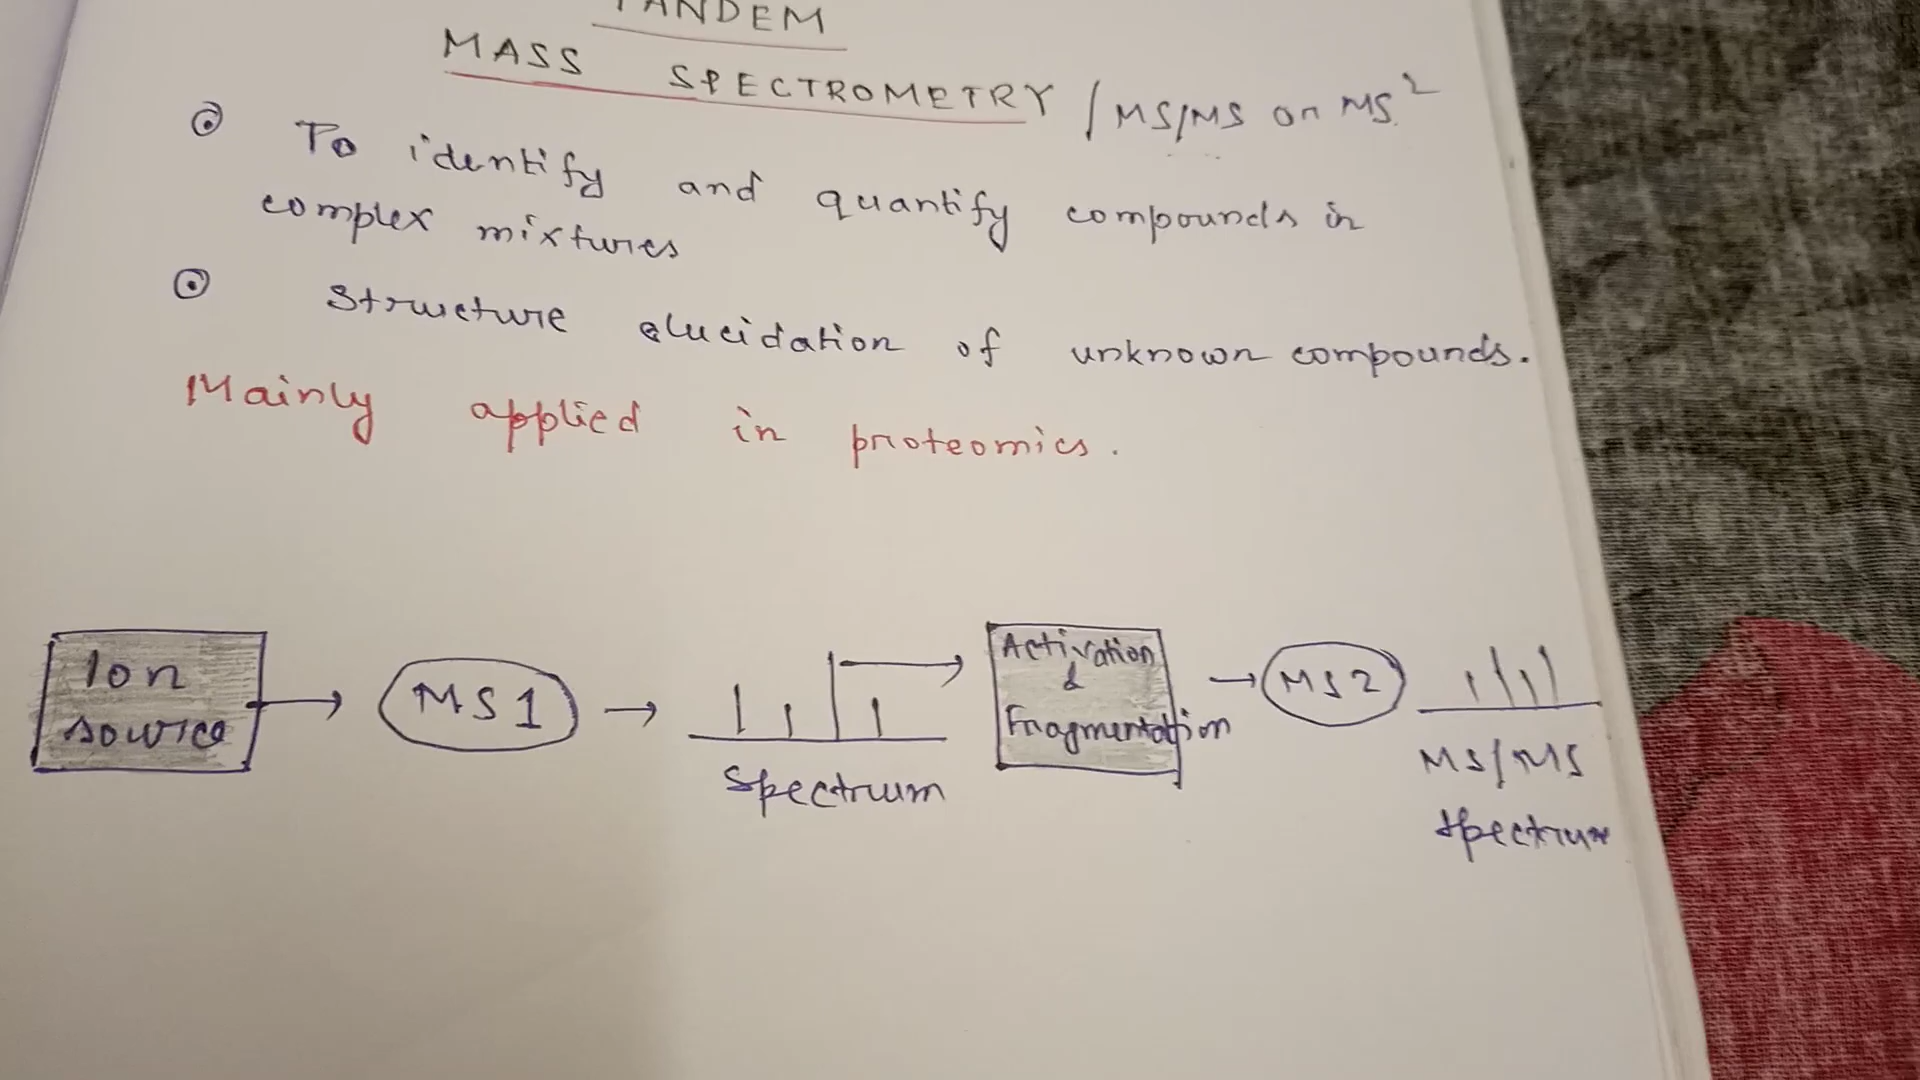 TANDEM
MASS SPECTROMETRY / MS/MS or MS²
To identify and quantify compounds in
complex mixtures
Structure elucidation of unknown compounds.
Mainly applied in proteomics.
Ion
source
MS1
Spectrum
Activation
&
Fragmentation
MS2
MS/MS
Spectrum